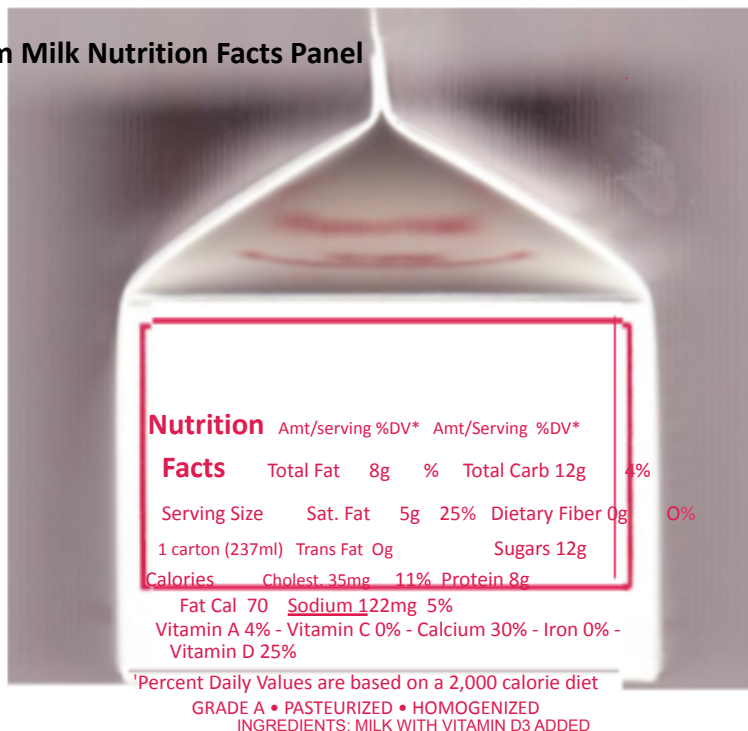 m Milk Nutrition Facts Panel
Nutrition Amt/serving %DV* Amt/Serving %DV*
Facts Total Fat 8g % Total Carb 12g 4%
Serving Size Sat. Fat 5g 25% Dietary Fiber 0g O%
1 carton (237ml) Trans Fat Og Sugars 12g
Calories Cholest. 35mg 11% Protein 8g
Fat Cal 70 Sodium 122mg 5%
Vitamin A 4% - Vitamin C 0% - Calcium 30% - Iron 0% -
Vitamin D 25%
'Percent Daily Values are based on a 2,000 calorie diet
GRADE A • PASTEURIZED • HOMOGENIZED
INGREDIENTS: MILK WITH VITAMIN D3 ADDED